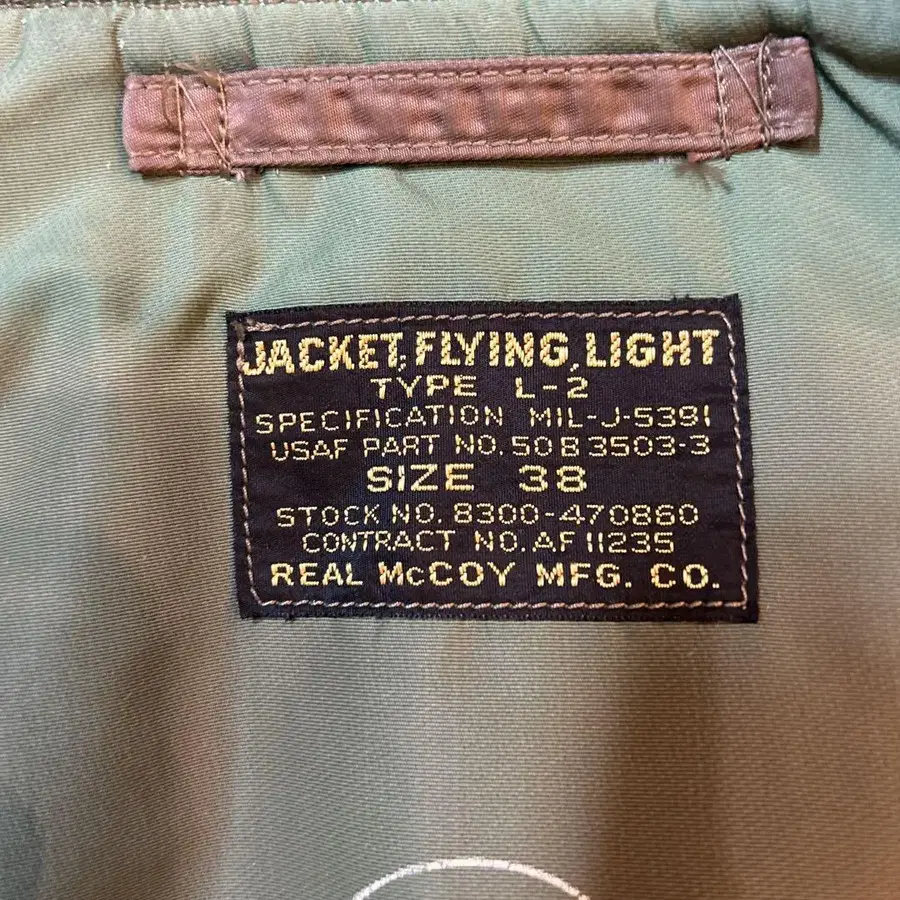 JACKET, FLYING, LIGHT
TYPE L-2
SPECIFICATION MIL-J-5391
USAF PART NO. 50B3503-3
SIZE 38
STOCK NO. 8300-470860
CONTRACT NO. AF 11235
REAL McCOY MFG. CO.